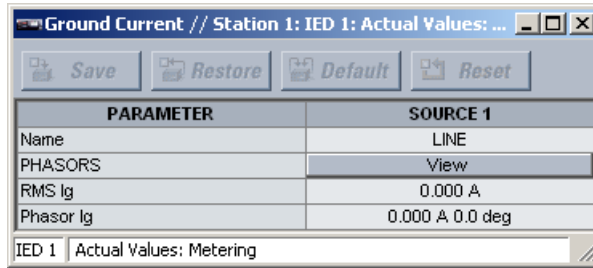 Ground Current // Station 1: IED 1: Actual Values: ...
Save Restore Default Reset
PARAMETER SOURCE 1
Name LINE
PHASORS View
RMS Ig 0.000 A
Phasor Ig 0.000 A 0.0 deg
IED 1 Actual Values: Metering